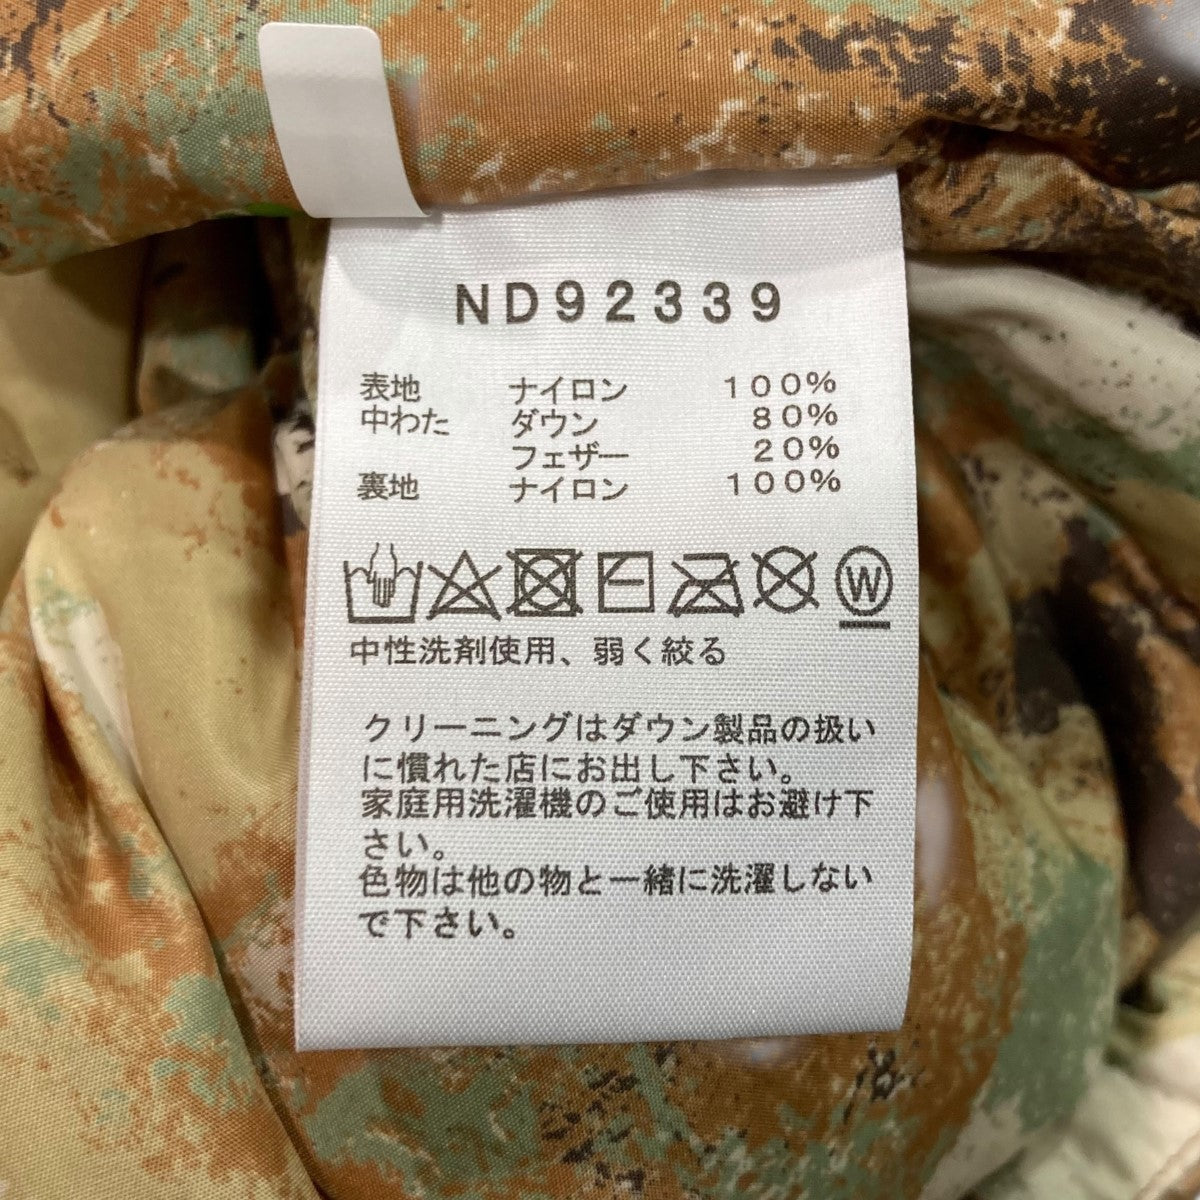 ND92339
表地 ナイロン 100%
中わた ダウン 80%
フェザー 20%
裏地 ナイロン 100%
W
中性洗剤使用、弱く絞る
クリーニングはダウン製品の扱い
に慣れた店にお出し下さい。
家庭用洗濯機のご使用はお避け下
さい。
色物は他の物と一緒に洗濯しない
で下さい。